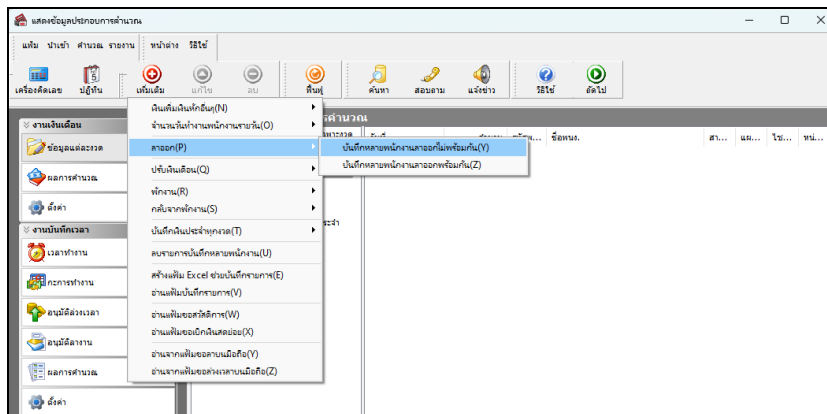 แสดงข้อมูลประกอบการคำนวณ
แฟ้ม นำเข้า คำนวณ รายงาน หน้าต่าง วิธีใช้
เครื่องคิดเลข ปฏิทิน เพิ่มเติม แก้ไข ลบ ฟื้นฟู ค้นหา สอบถาม แจ้งข่าว วิธีใช้ ถัดไป
งานเงินเดือน
ข้อมูลแต่ละงวด
ผลการคำนวณ
ตั้งค่า
งานบันทึกเวลา
เวลาทำงาน
กะการทำงาน
อนุมัติล่วงเวลา
อนุมัติลางาน
ผลการคำนวณ
ตั้งค่า
เงินเพิ่มเงินหักอื่นๆ(N)
จำนวนวันทำงานพนักงานรายวัน(O)
ลาออก(P)
ปรับเงินเดือน(Q)
พักงาน(R)
กลับจากพักงาน(S)
บันทึกเงินประจำทุกงวด(T)
ลบรายการบันทึกหลายพนักงาน(U)
สร้างแฟ้ม Excel ช่วยบันทึกรายการ(E)
อ่านแฟ้มบันทึกรายการ(V)
อ่านแฟ้มขอสวัสดิการ(W)
อ่านแฟ้มขอเบิกเงินสดย่อย(X)
อ่านจากแฟ้มขอลาบนมือถือ(Y)
อ่านจากแฟ้มขอล่วงเวลาบนมือถือ(Z)
บันทึกหลายพนักงานลาออกไม่พร้อมกัน(Y)
บันทึกหลายพนักงานลาออกพร้อมกัน(Z)
ชื่อพนง. สา... แผ... ไซ... หน่...